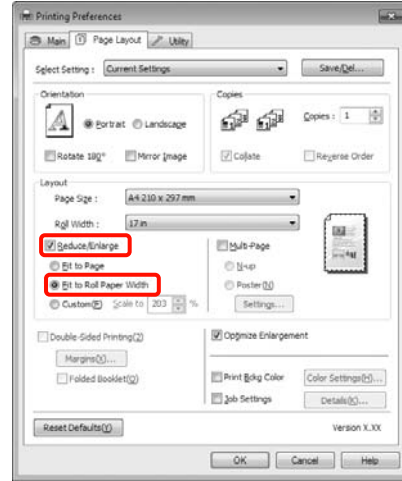 Printing Preferences
Main Page Layout Utility
Select Setting : Current Settings Save/Del...
Orientation Copies
Portrait Landscape Copies : 1
Rotate 180° Mirror Image Collate Reverse Order
Layout
Page Size : A4 210 x 297 mm
Roll Width : 17 in
Reduce/Enlarge Multi-Page
Fit to Page N-up
Fit to Roll Paper Width Poster(N)
Custom(F) Scale to 203 % Settings...
Double-Sided Printing(2) Optimize Enlargement
Margins(X)...
Folded Booklet(Q) Print Bckg Color Color Settings(H)...
Job Settings Details(K)...
Reset Defaults(Y) Version X.XX
OK Cancel Help